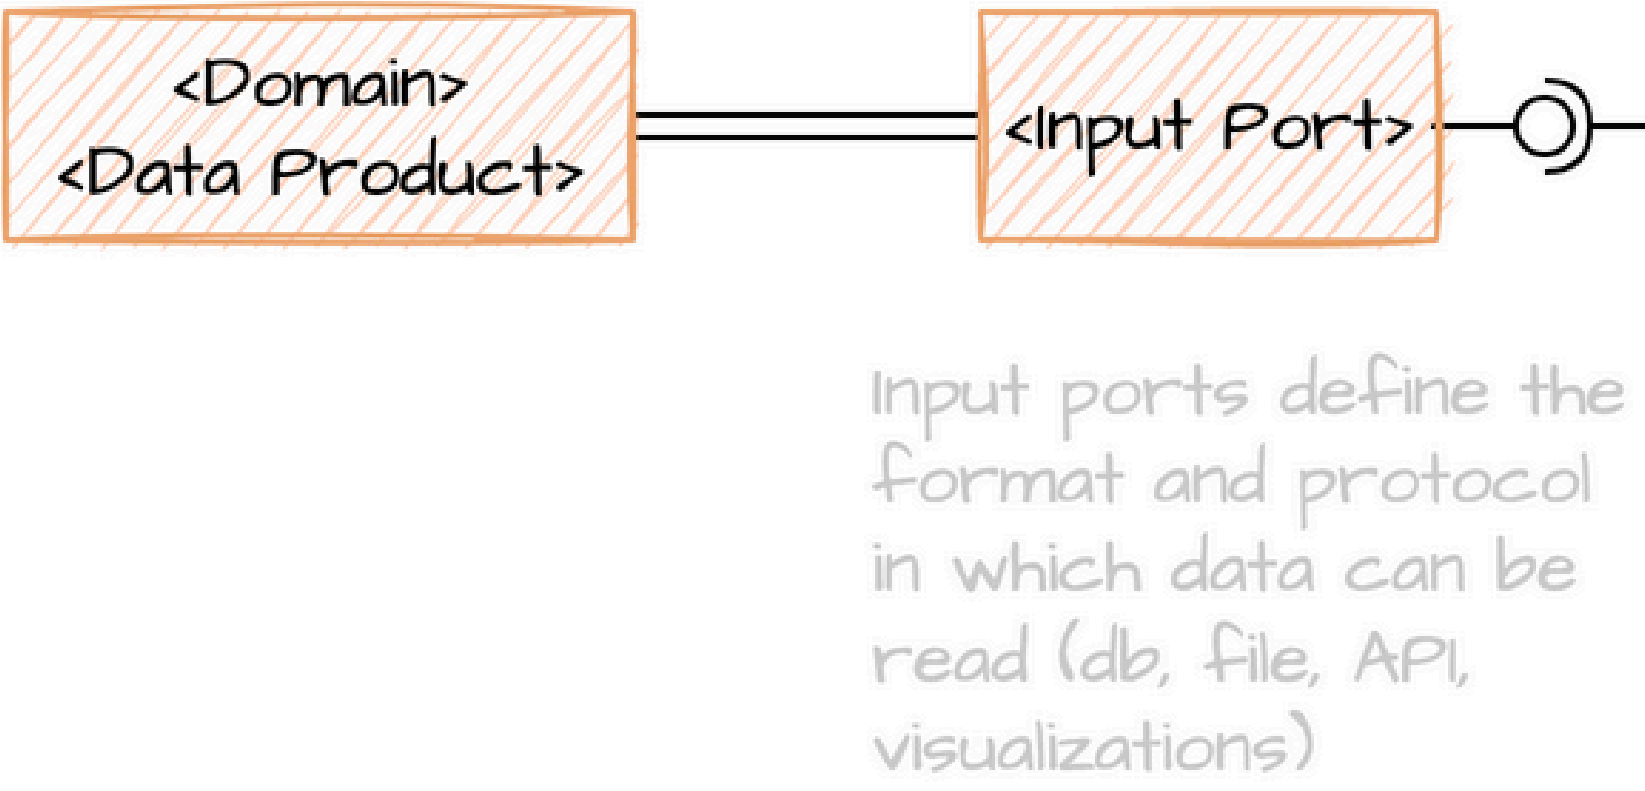 <Domain>
<Data Product>
<Input Port>
Input ports define the
format and protocol
in which data can be
read (db, file, API,
visualizations)